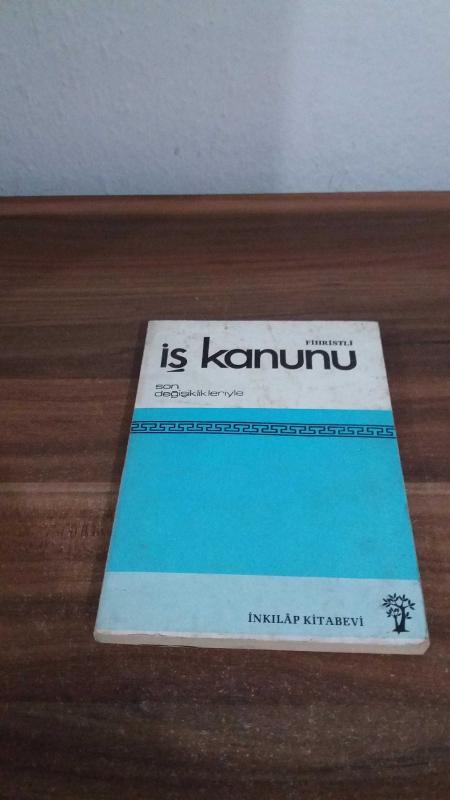 FİHRİSTLİ
iş kanunu
son
değişiklikleriyle
İNKILÂP KİTABEVİ